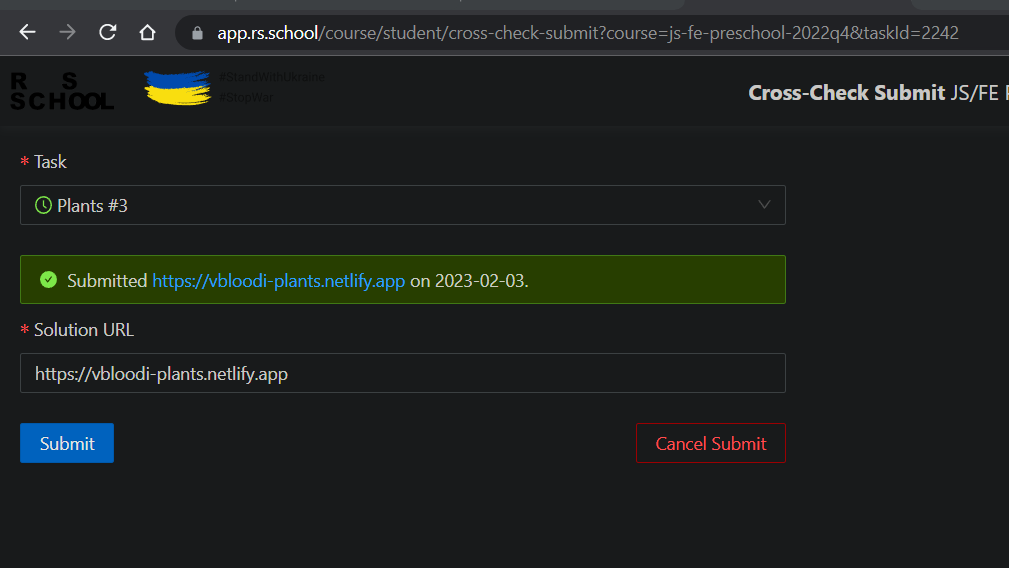 app.rs.school/course/student/cross-check-submit?course=js-fe-preschool-2022q4&taskId=2242
RS
SCHOOL
#StandWithUkraine
#StopWar
Cross-Check Submit JS/FE
* Task
Plants #3
Submitted https://vbloodi-plants.netlify.app on 2023-02-03.
* Solution URL
https://vbloodi-plants.netlify.app
Submit
Cancel Submit